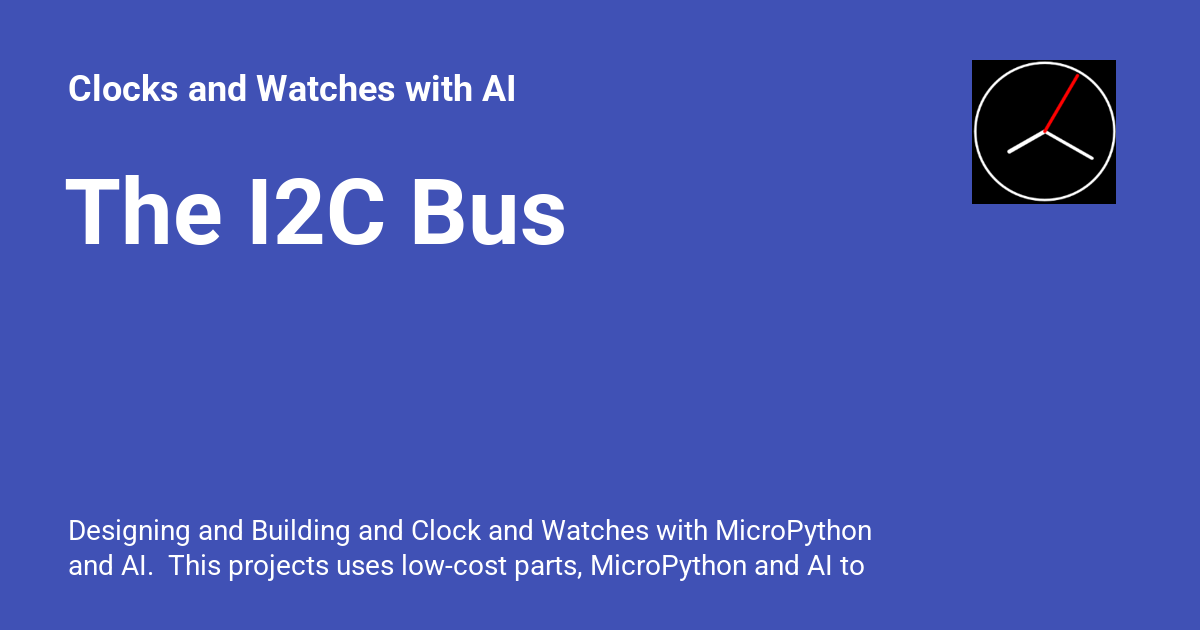 Clocks and Watches with AI
The I2C Bus
Designing and Building and Clock and Watches with MicroPython
and AI.  This projects uses low-cost parts, MicroPython and AI to